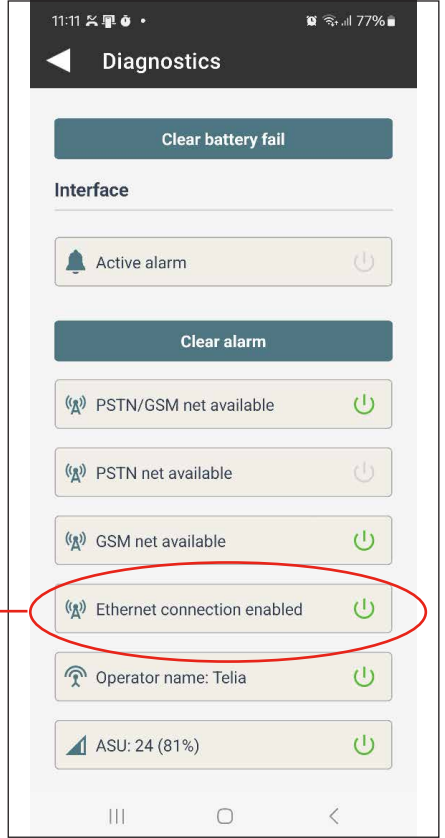 11:11 77%
Diagnostics
Clear battery fail
Interface
Active alarm
Clear alarm
PSTN/GSM net available
PSTN net available
GSM net available
Ethernet connection enabled
Operator name: Telia
ASU: 24 (81%)